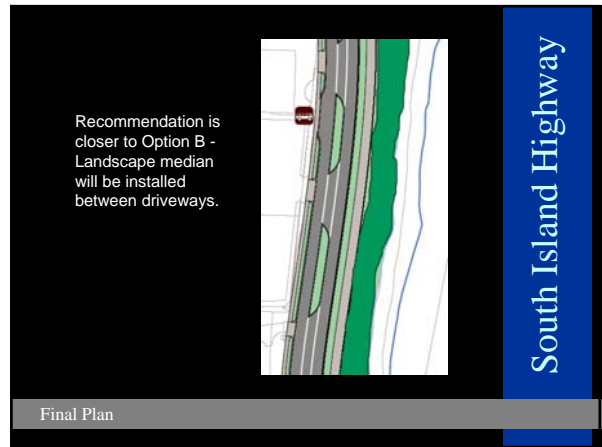 Recommendation is
closer to Option B -
Landscape median
will be installed
between driveways.
South Island Highway
Final Plan